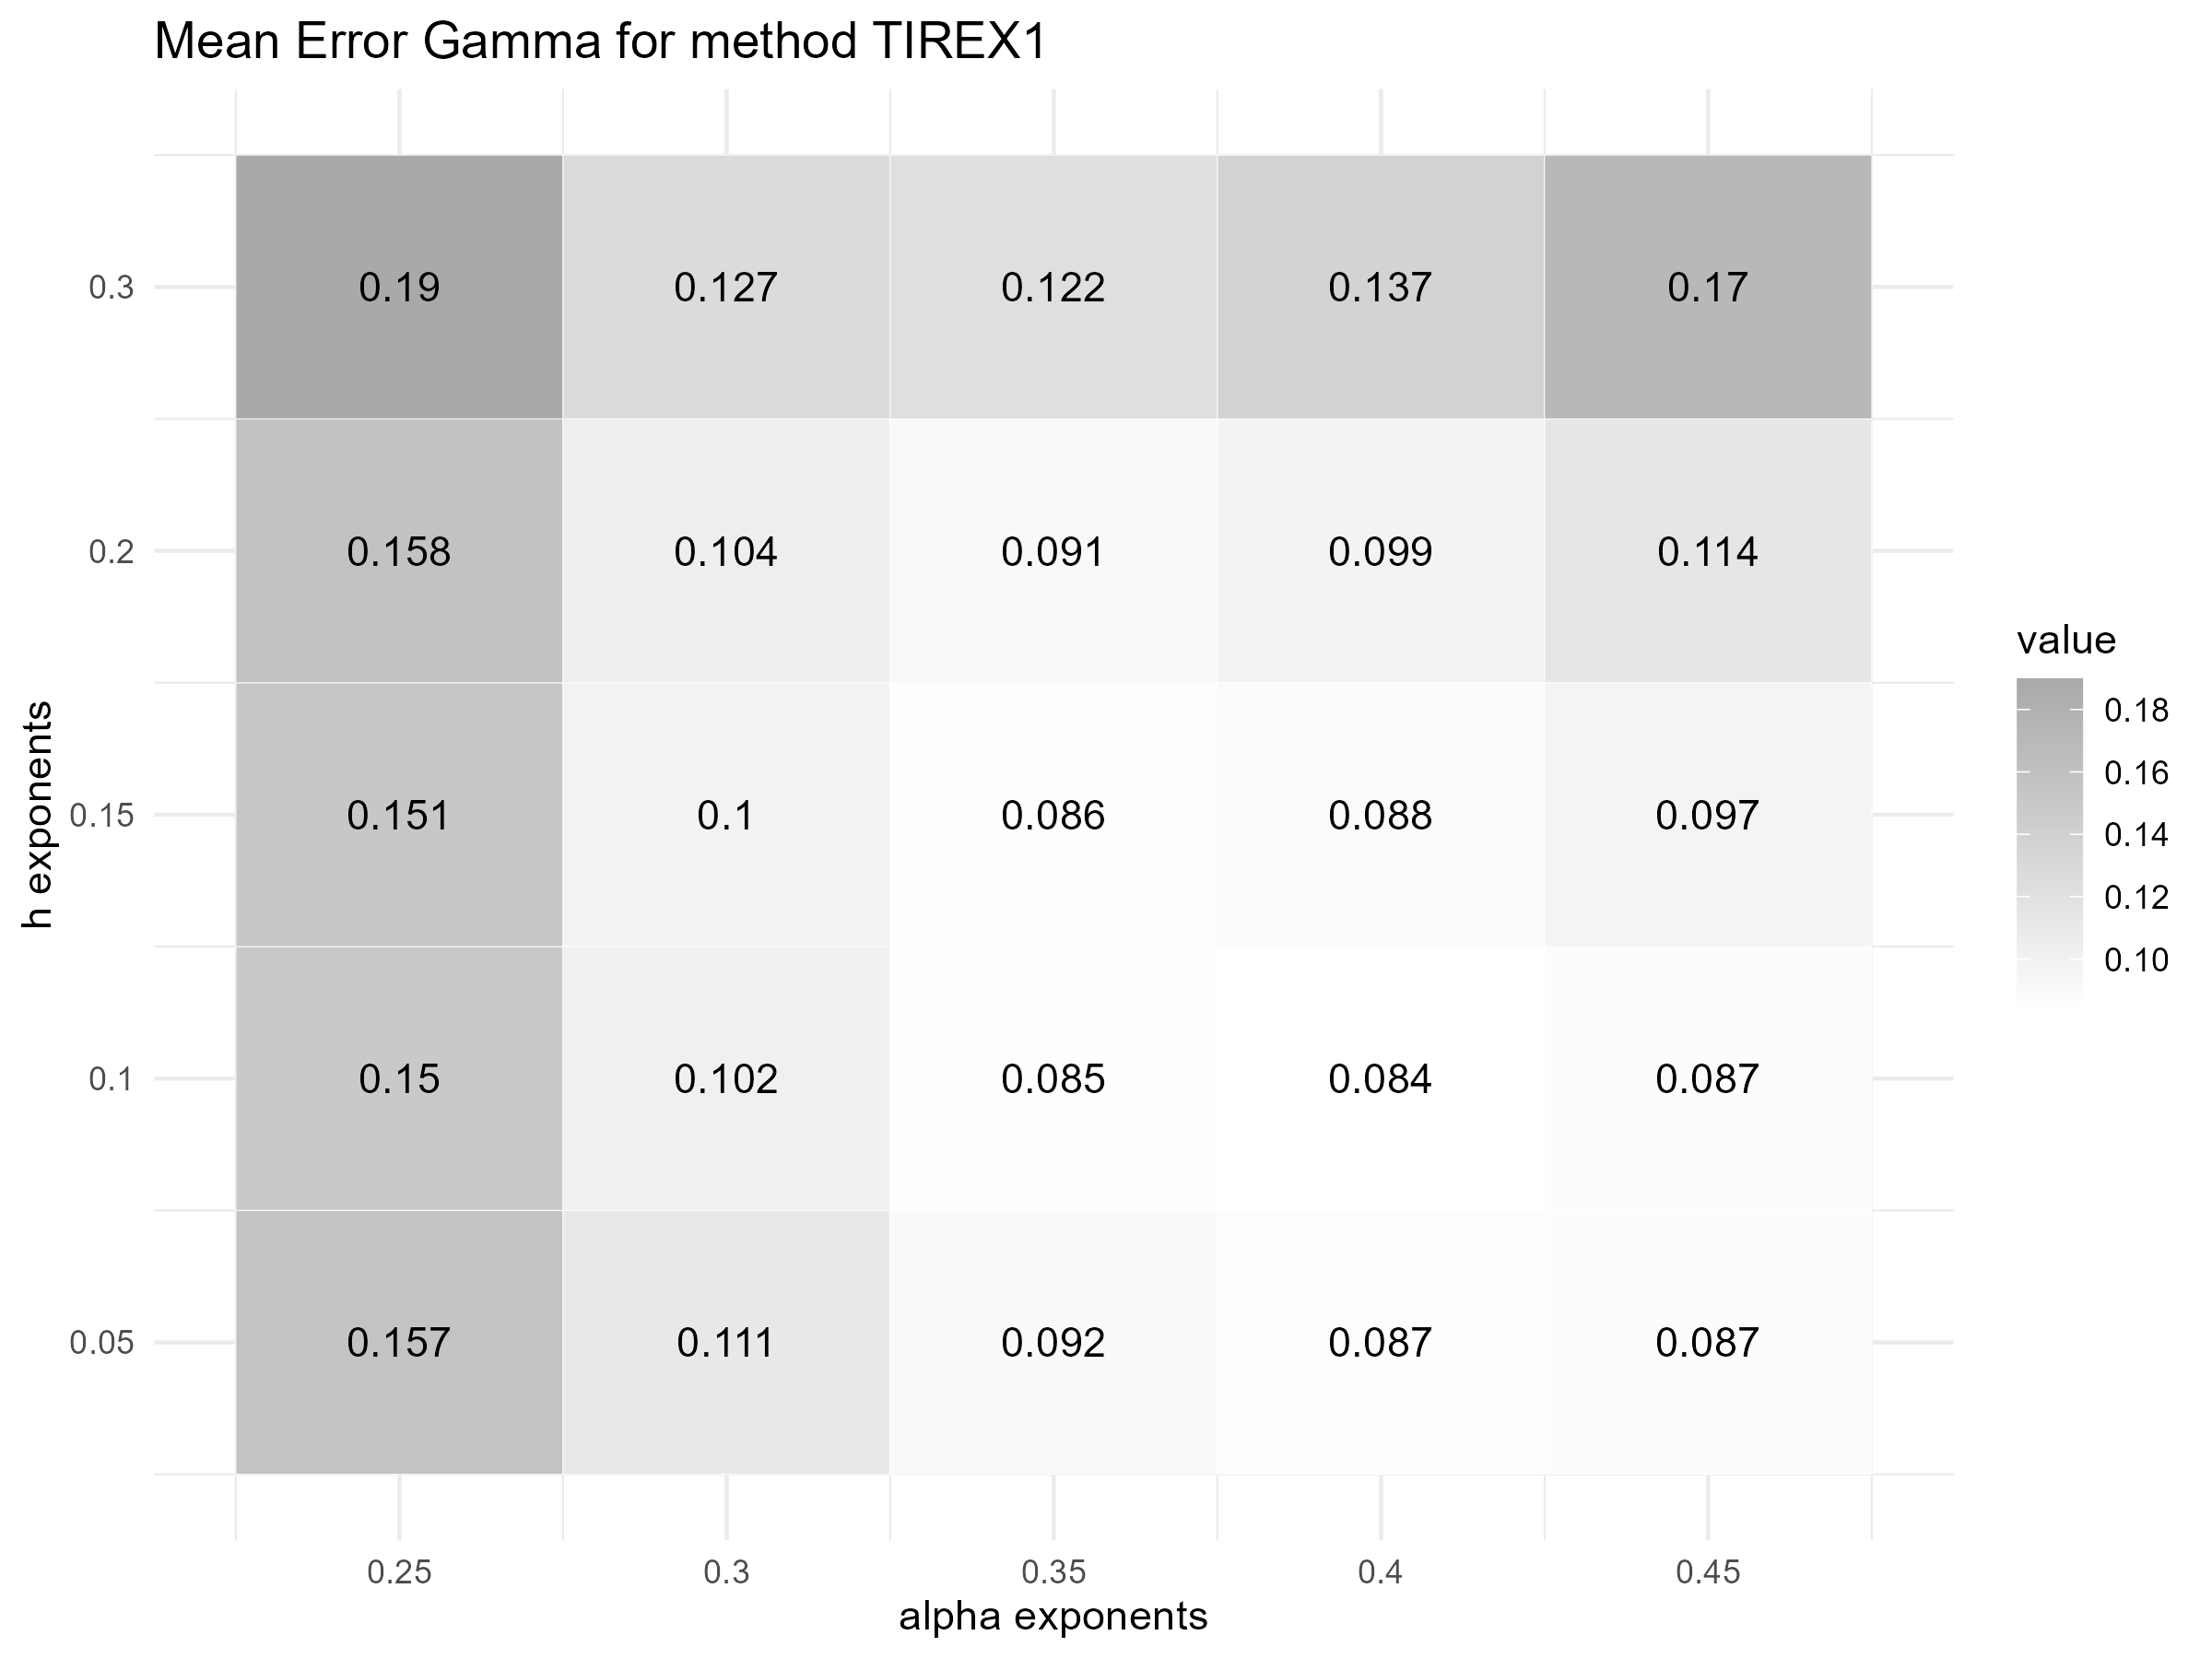 Mean Error Gamma for method TIREX1
0.3
0.19 0.127 0.122 0.137 0.17
0.2
0.158 0.104 0.091 0.099 0.114
0.15
0.151 0.1 0.086 0.088 0.097
0.1
0.15 0.102 0.085 0.084 0.087
0.05
0.157 0.111 0.092 0.087 0.087
h exponents
0.25 0.3 0.35 0.4 0.45
alpha exponents
value
0.18
0.16
0.14
0.12
0.10